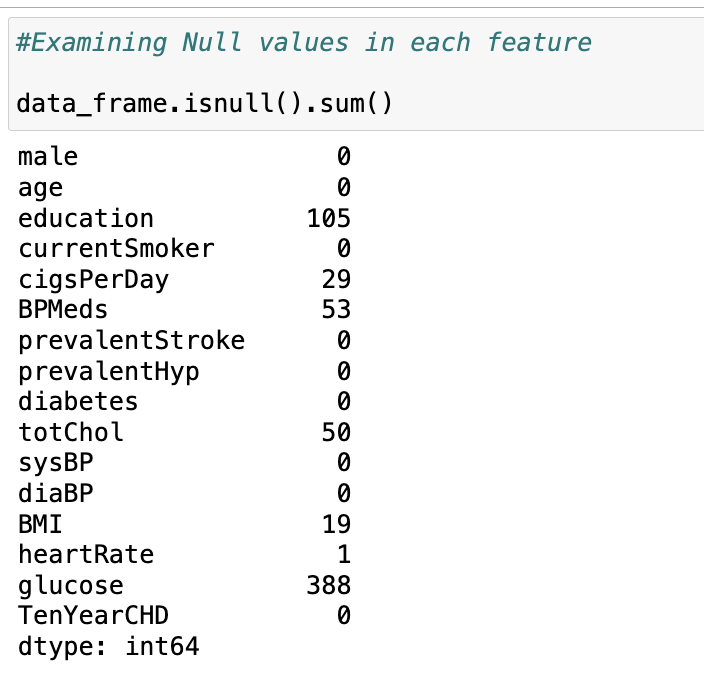 #Examining Null values in each feature
data_frame.isnull().sum()
male 0
age 0
education 105
currentSmoker 0
cigsPerDay 29
BPMeds 53
prevalentStroke 0
prevalentHyp 0
diabetes 0
totChol 50
sysBP 0
diaBP 0
BMI 19
heartRate 1
glucose 388
TenYearCHD 0
dtype: int64